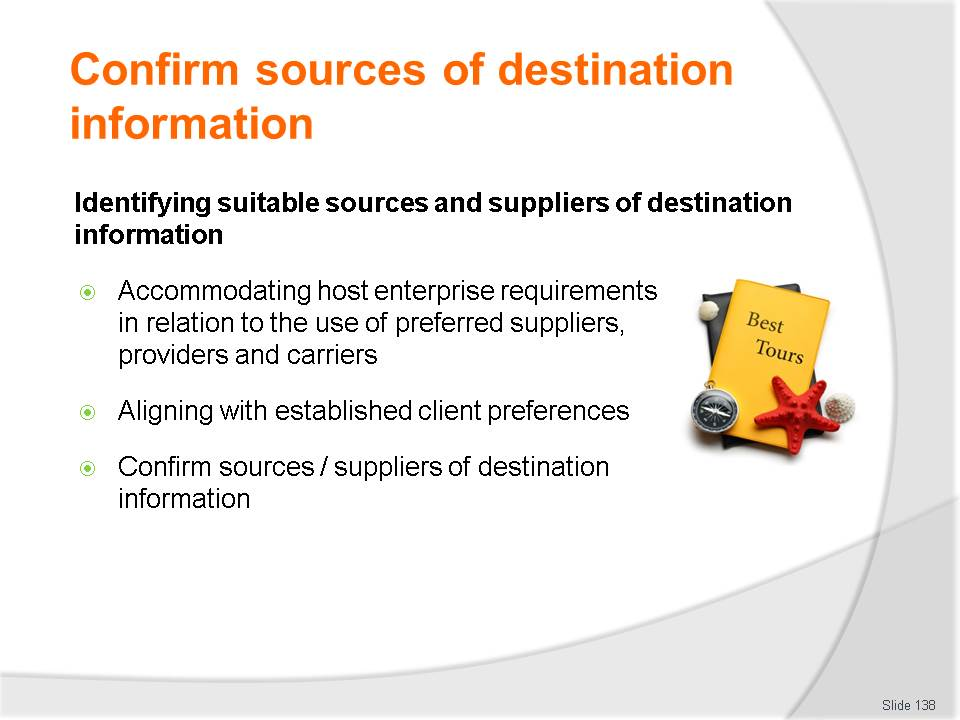 Confirm sources of destination
information
Identifying suitable sources and suppliers of destination
information
Accommodating host enterprise requirements
in relation to the use of preferred suppliers,
providers and carriers
Aligning with established client preferences
Confirm sources / suppliers of destination
information
Best
Tours
Slide 138